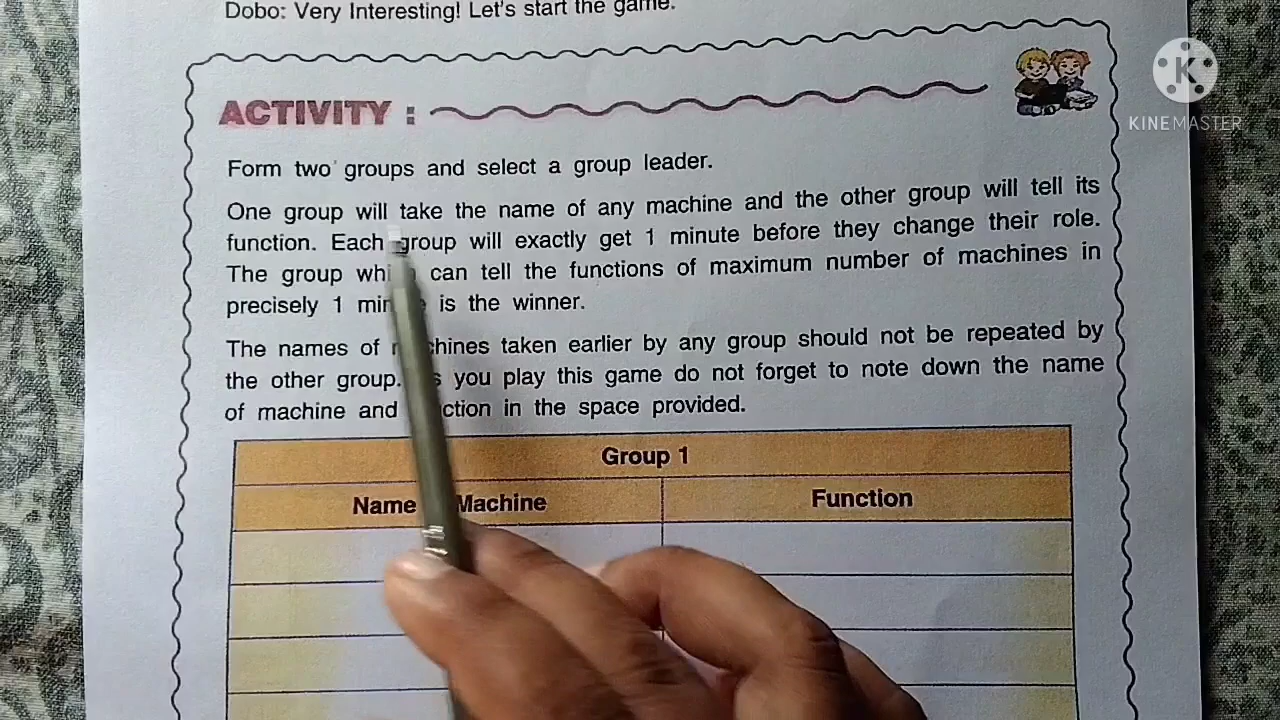 Dobo: Very Interesting! Let's start the game.
ACTIVITY :
Form two groups and select a group leader.
One group will take the name of any machine and the other group will tell its
function. Each group will exactly get 1 minute before they change their role.
The group can tell the functions of maximum number of machines in
precisely 1 is the winner.
The names of taken earlier by any group should not be repeated by
the other group. you play this game do not forget to note down the name
of machine and in the space provided.
Group 1
Name Machine
Function
K
KINEMASTER